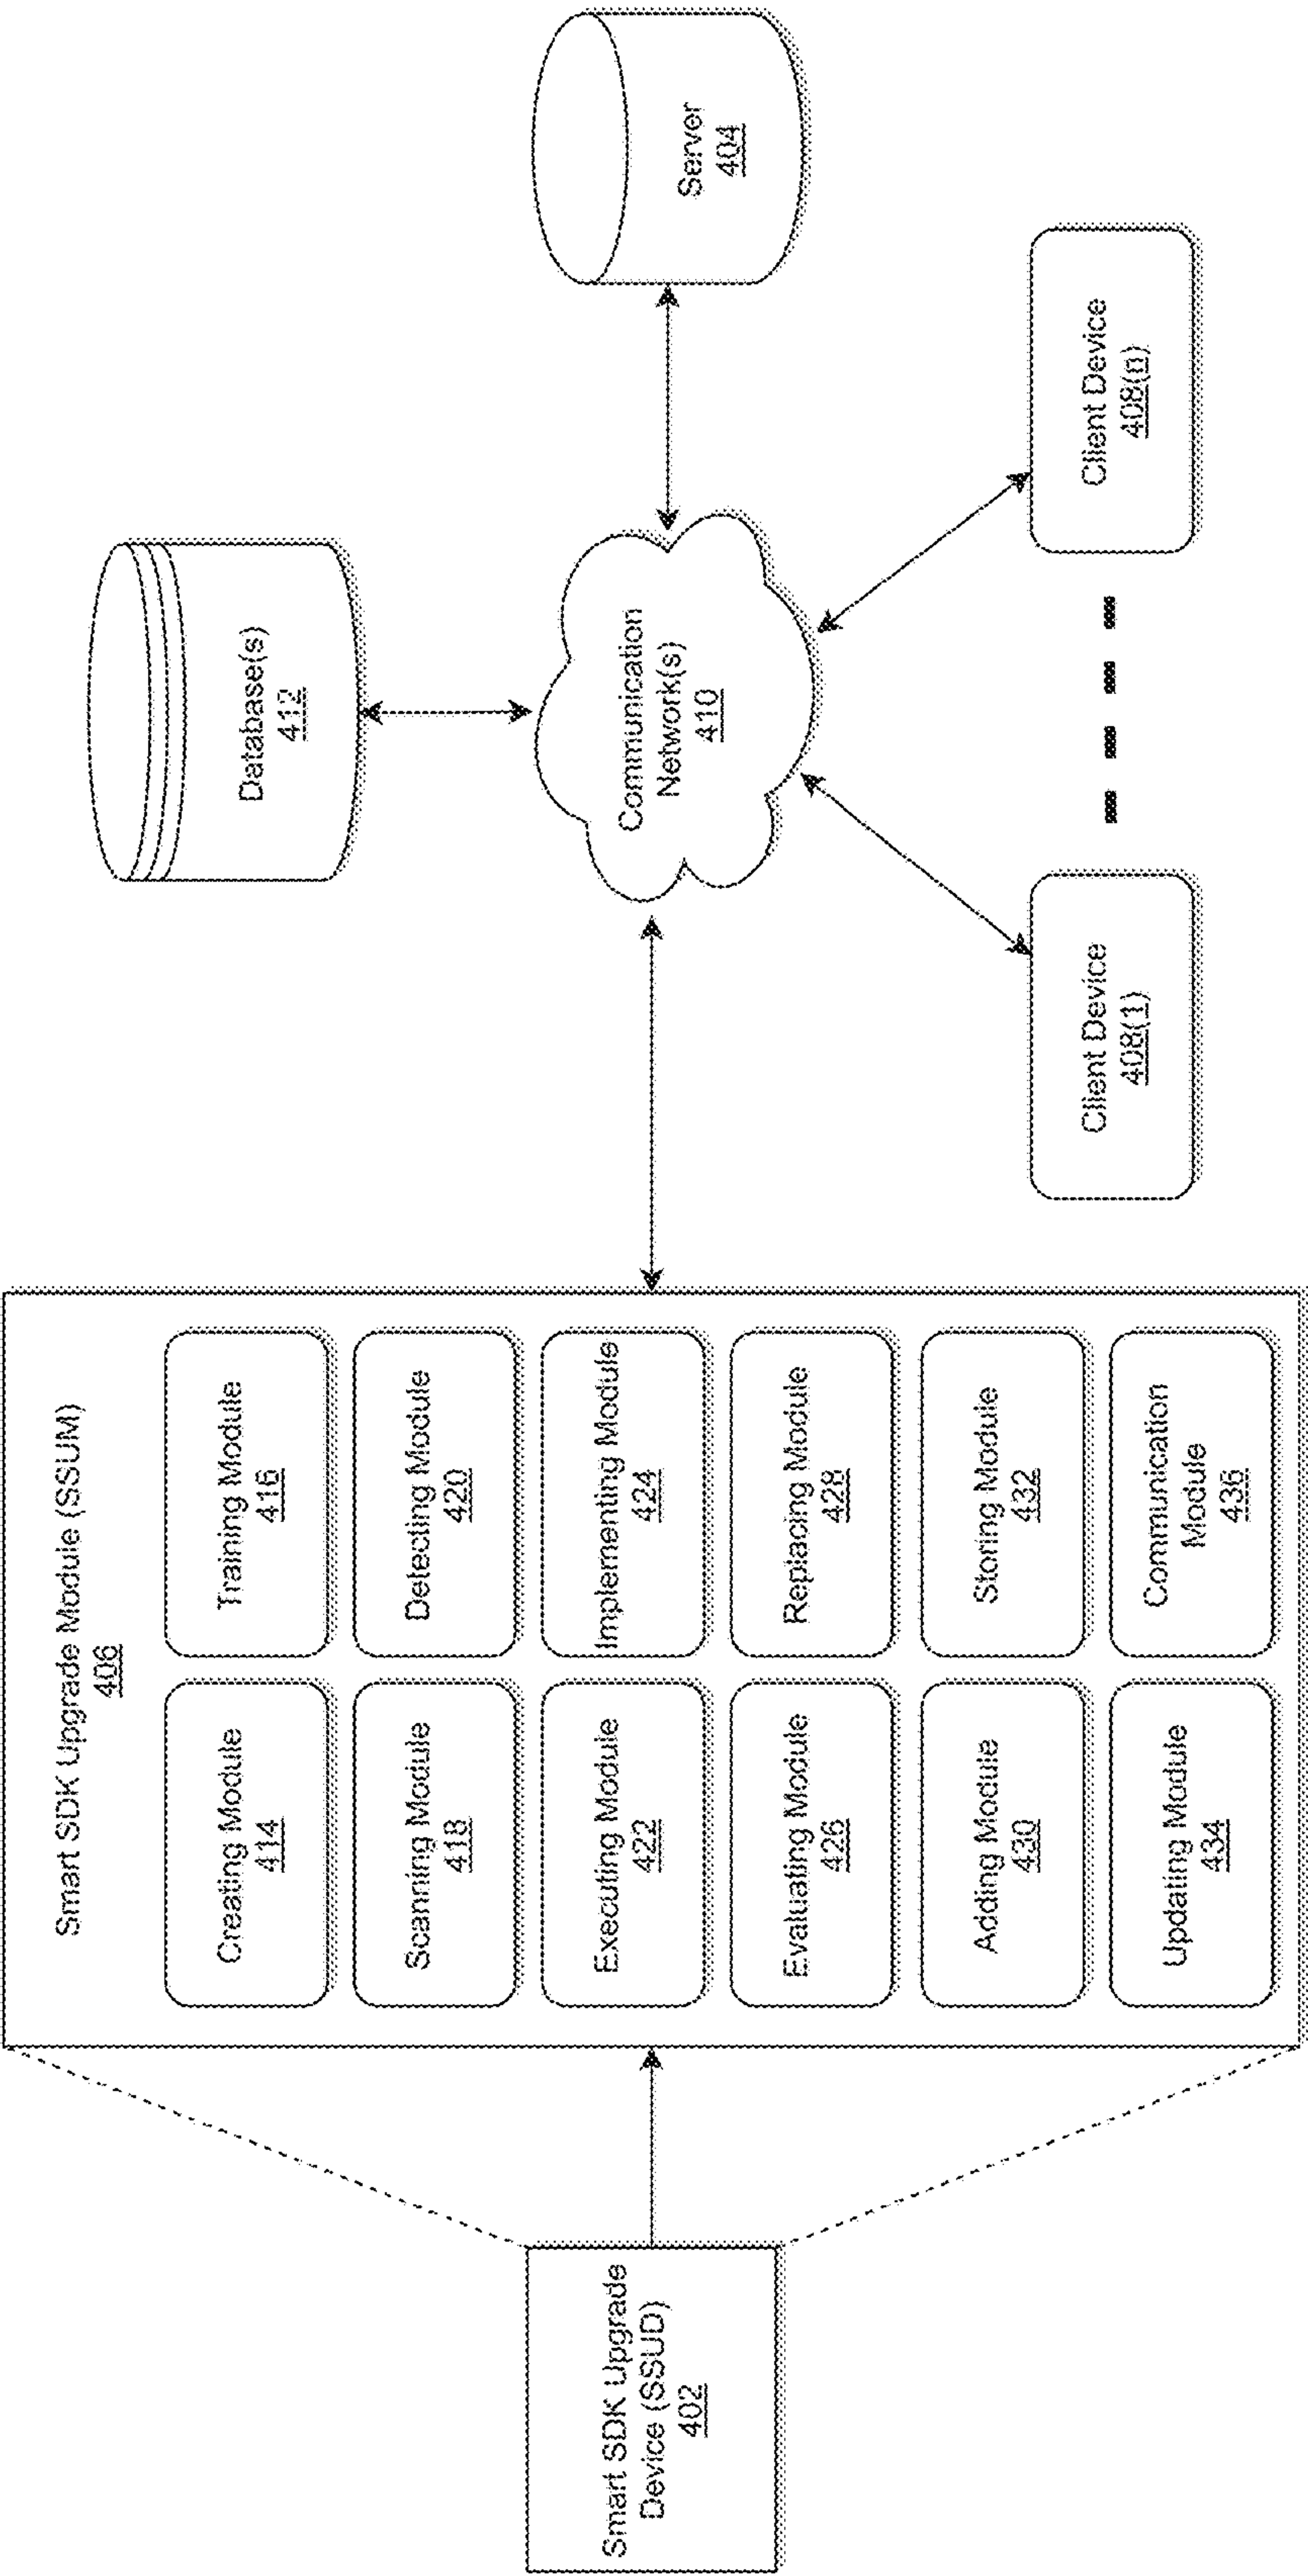 Smart SDK Upgrade
Device (SSUD)
402
Smart SDK Upgrade Module (SSUM)
406
Creating Module
414
Training Module
416
Scanning Module
418
Detecting Module
420
Executing Module
422
Implementing Module
424
Evaluating Module
426
Replacing Module
428
Adding Module
430
Storing Module
432
Updating Module
434
Communication
Module
436
Database(s)
412
Communication
Network(s)
410
Server
404
Client Device
408(1)
Client Device
408(n)